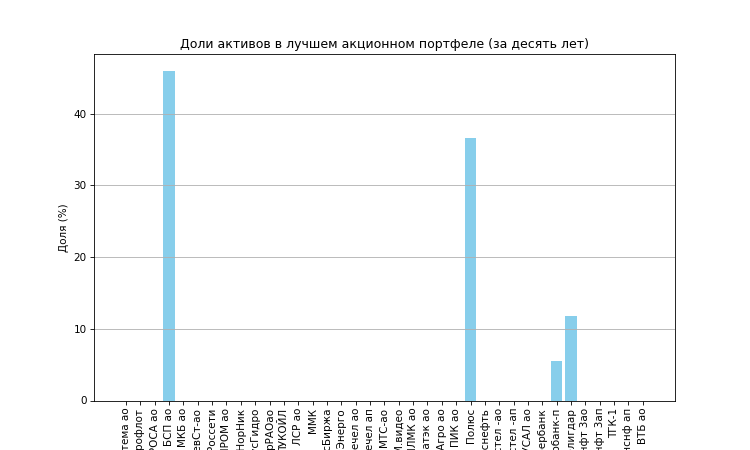 Доли активов в лучшем акционном портфеле (за десять лет)
Доля (%)
40
30
20
10
0
тема ао
рофлот
РОСА ао
БСП ао
МКБ ао
евСт-ао
Россети
ПРОМ ао
НорНик
сГидро
рРАОао
ЛУКОЙЛ
ЛСР ао
ММК
сБиржа
Энерго
ечел ао
ечел ап
МТС-ао
М.видео
ЛМК ао
атэк ао
Агро ао
ПИК ао
Полюс
снефть
стел -ао
стел -ап
УСАЛ ао
ербанк
рбанк-п
лигдар
нфт 3ао
нфт 3ап
ТГК-1
нснф ап
ВТБ ао